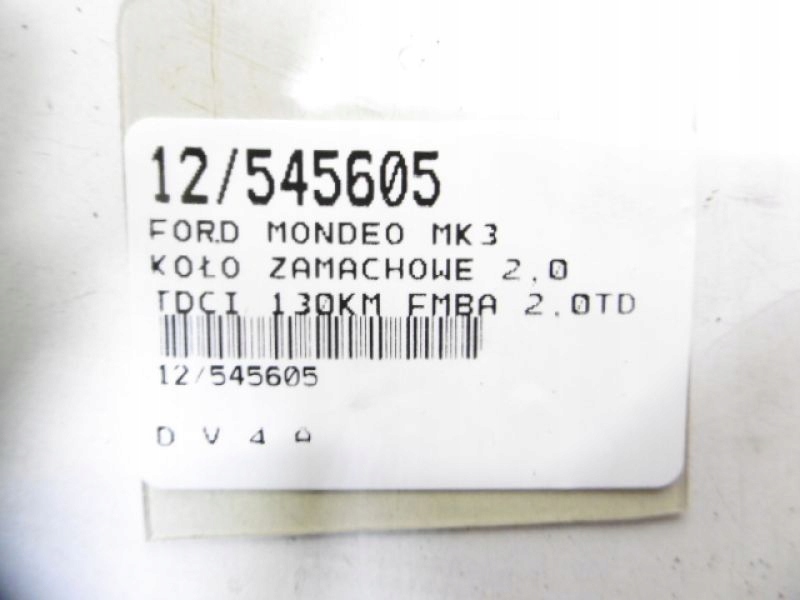 12/545605
FORD MONDEO MK3
KOŁO ZAMACHOWE 2,0
TDCI 130KM FMBA 2.0TD
12/545605
D V 4 A